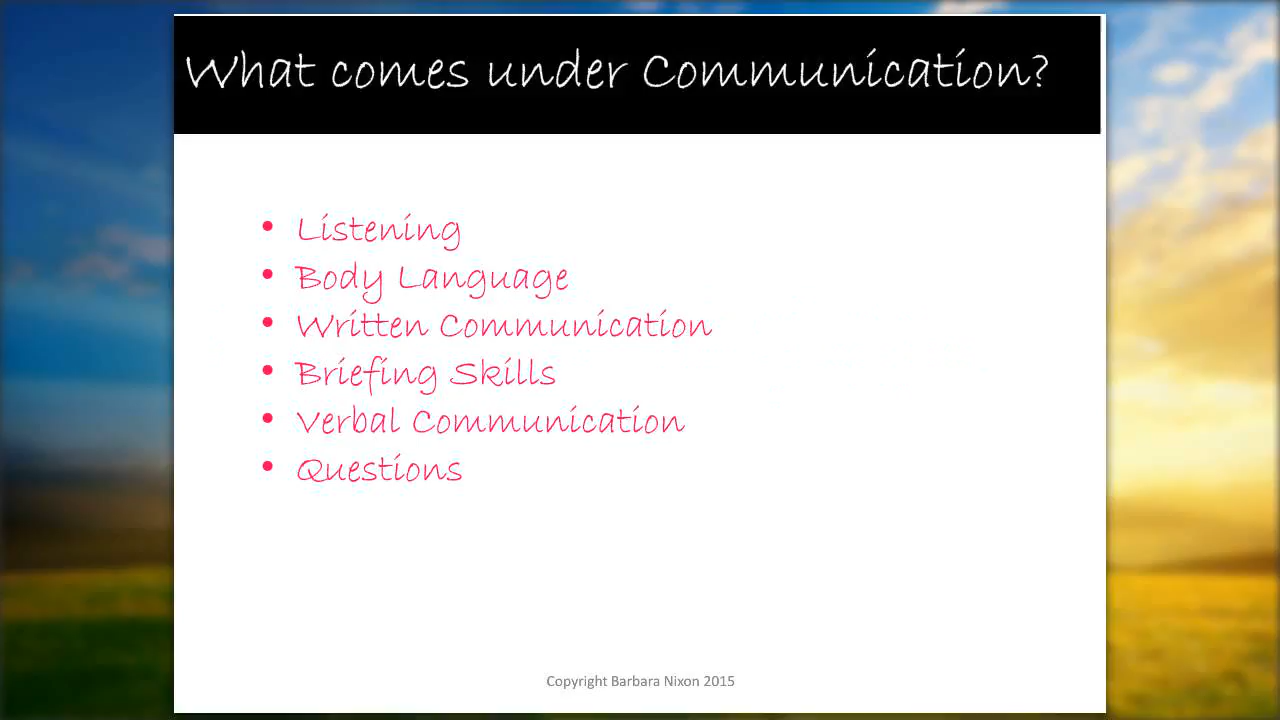 What comes under Communication?
• Listening
• Body Language
• Written Communication
• Briefing Skills
• Verbal Communication
• Questions
Copyright Barbara Nixon 2015